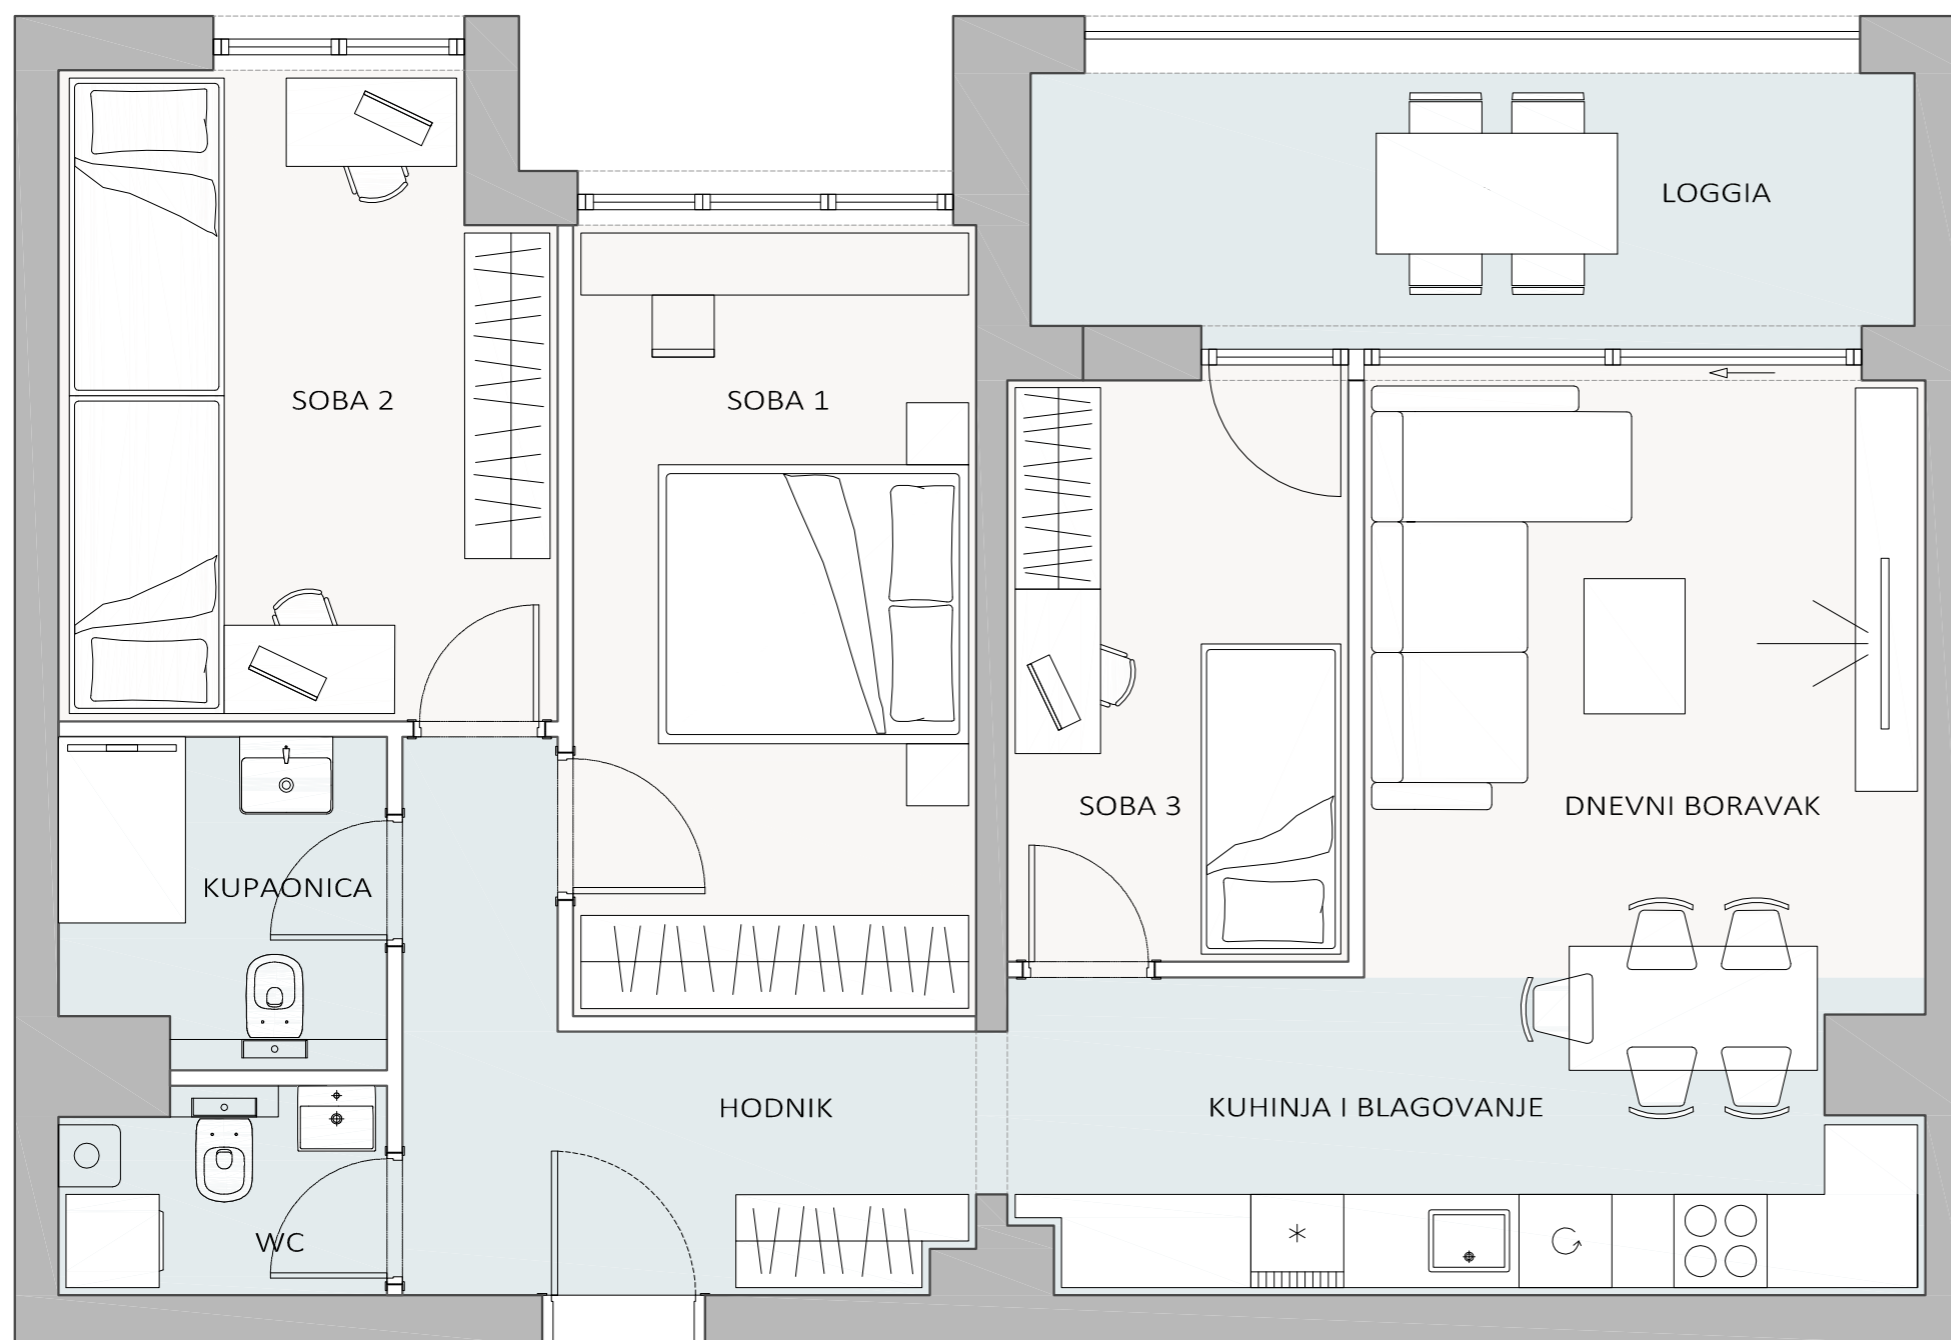 LOGGIA
SOBA 2
SOBA 1
SOBA 3
DNEVNI BORAVAK
KUPAONICA
HODNIK
KUHINJA I BLAGOVANJE
WC